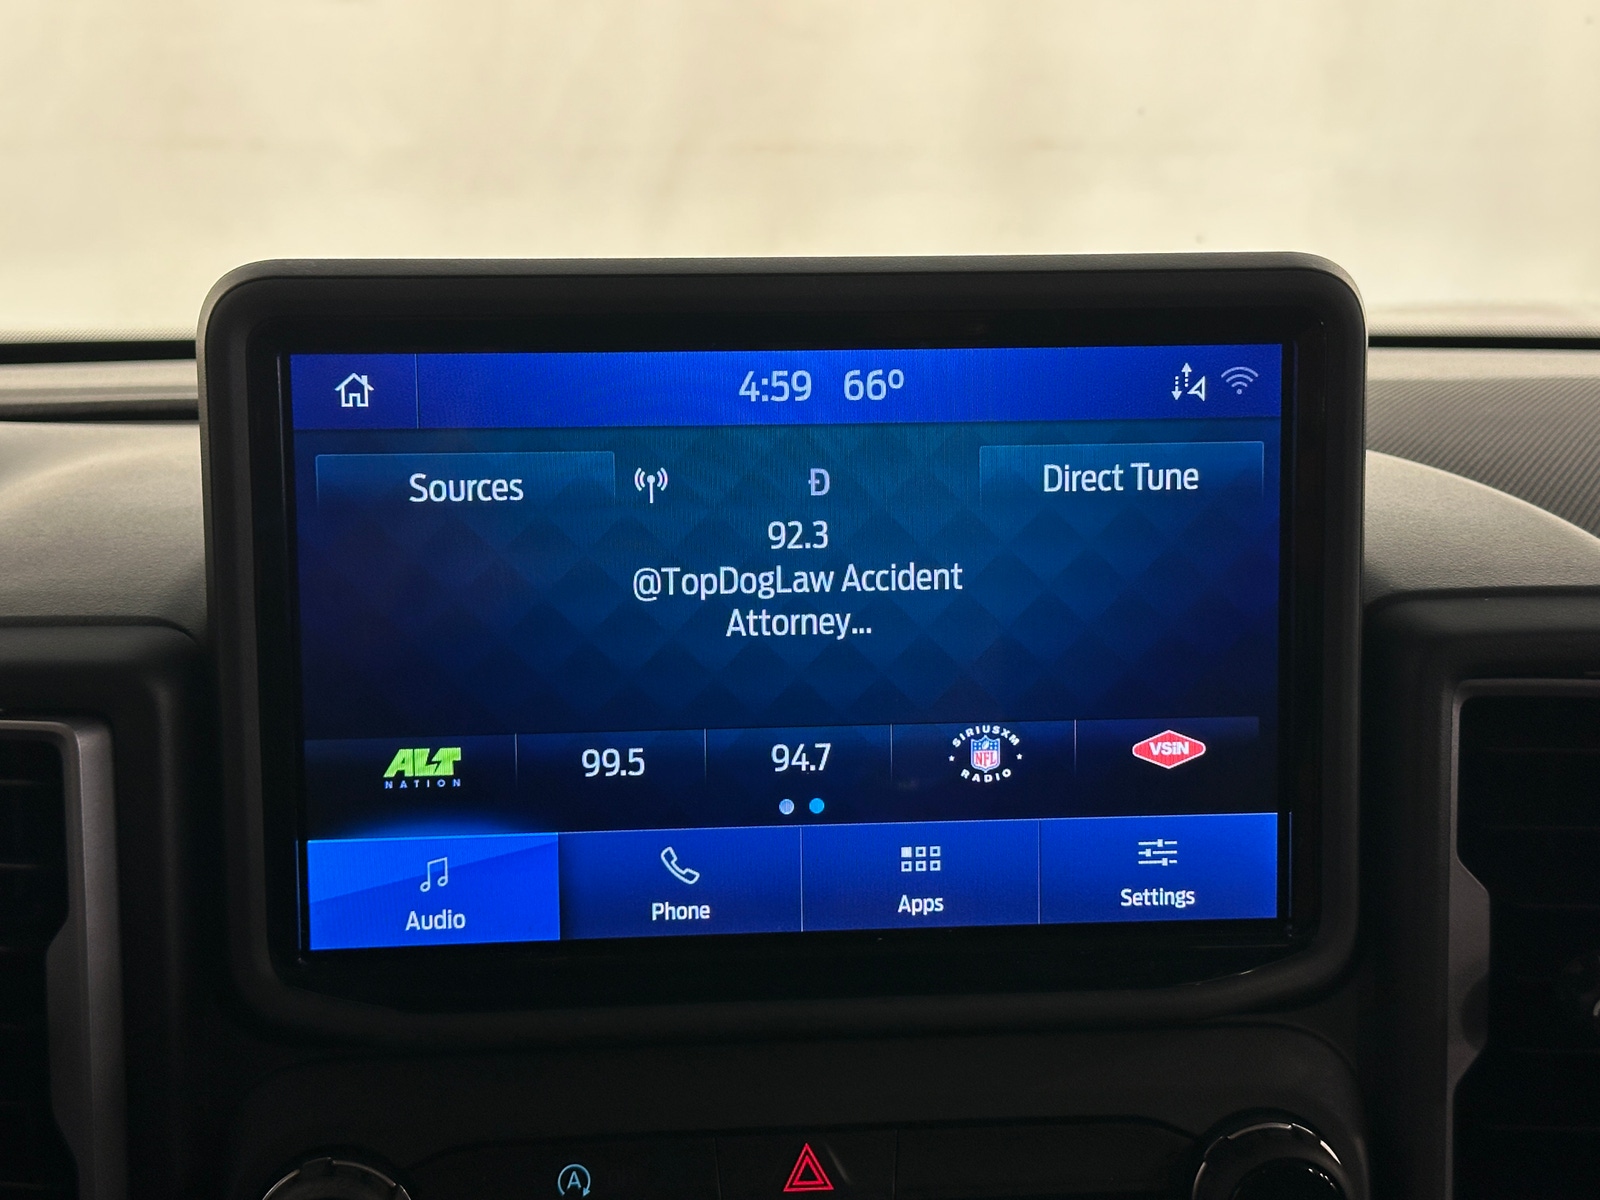 4:59 66º
Sources
Direct Tune
92.3
@TopDogLaw Accident
Attorney...
ALT
NATION
99.5
94.7
SIRIUSXM
NFL
RADIO
VSiN
Audio
Phone
Apps
Settings
A